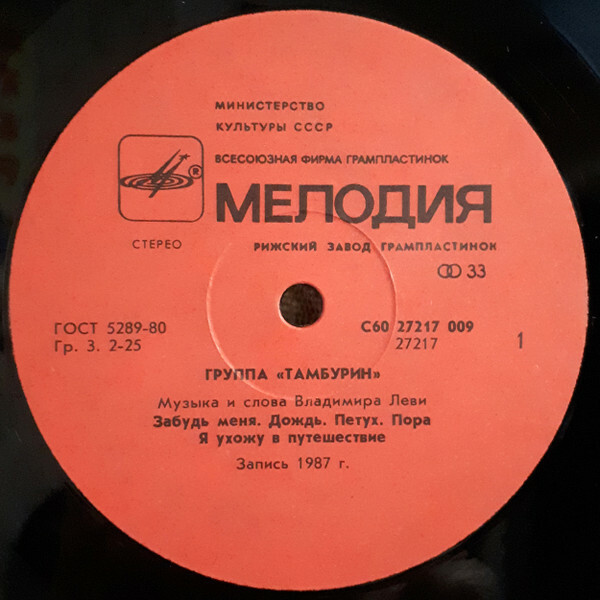 МИНИСТЕРСТВО
КУЛЬТУРЫ СССР
ВСЕСОЮЗНАЯ ФИРМА ГРАМПЛАСТИНОК
®
МЕЛОДИЯ
СТЕРЕО
РИЖСКИЙ ЗАВОД ГРАМПЛАСТИНОК
33
ГОСТ 5289-80
С60 27217 009
Гр. 3. 2-25
27217
1
ГРУППА «ТАМБУРИН»
Музыка и слова Владимира Леви
Забудь меня. Дождь. Петух. Пора
Я ухожу в путешествие
Запись 1987 г.